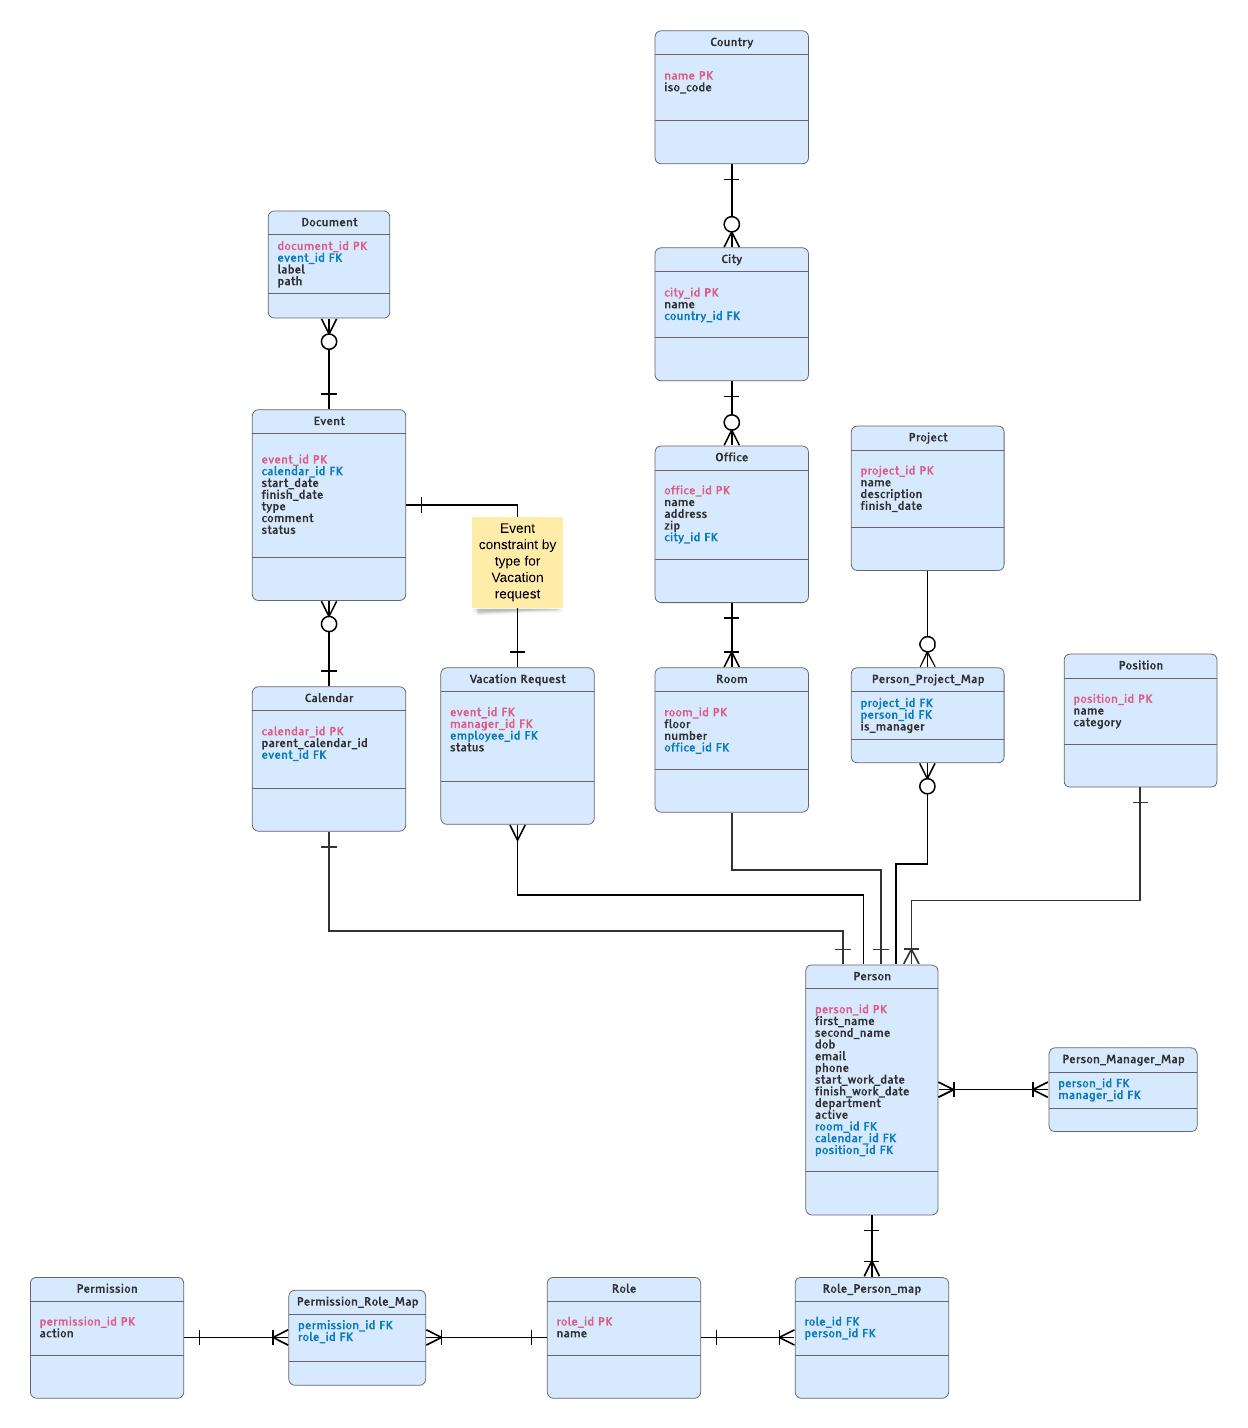 Country
name PK
iso_code
Document
document_id PK
event_id FK
label
path
City
city_id PK
name
country_id FK
Event
event_id PK
calendar_id FK
start_date
finish_date
type
comment
status
Event
constraint by
type for
Vacation
request
Office
office_id PK
name
address
zip
city_id FK
Project
project_id PK
name
description
finish_date
Calendar
calendar_id PK
parent_calendar_id
event_id FK
Vacation Request
event_id FK
manager_id FK
employee_id FK
status
Room
room_id PK
floor
number
office_id FK
Person_Project_Map
project_id FK
person_id FK
is_manager
Position
position_id PK
name
category
Person
person_id PK
first_name
second_name
dob
email
phone
start_work_date
finish_work_date
department
active
room_id FK
calendar_id FK
position_id FK
Person_Manager_Map
person_id FK
manager_id FK
Permission
permission_id PK
action
Permission_Role_Map
permission_id FK
role_id FK
Role
role_id PK
name
Role_Person_map
role_id FK
person_id FK